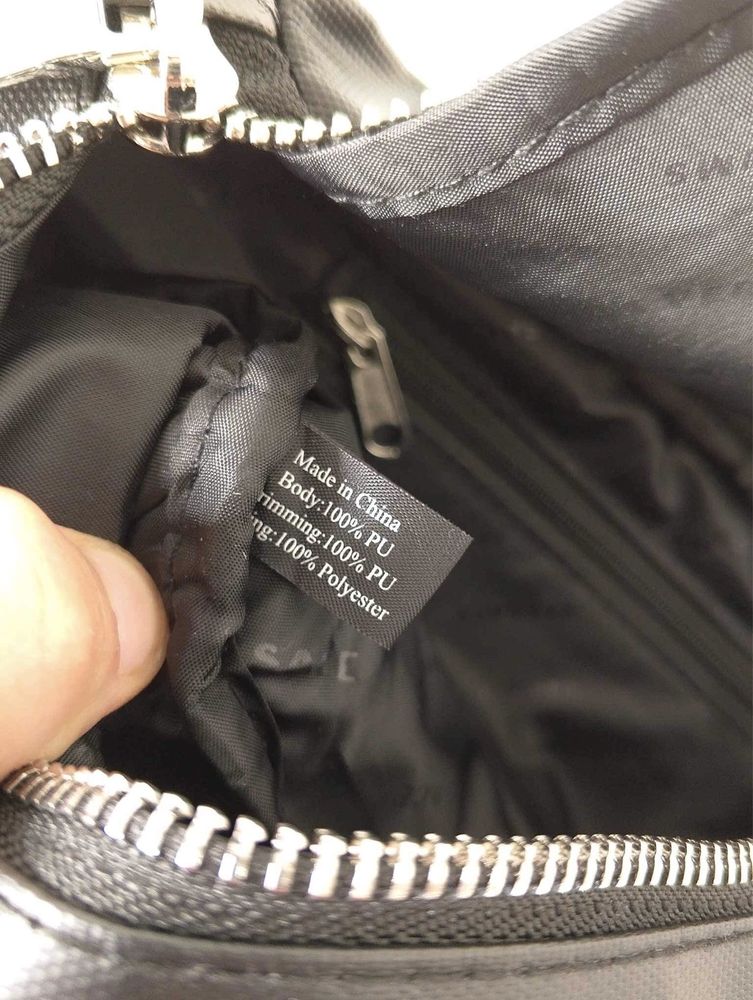 Made in China
Body:100% PU
rimming:100% PU
ng:100% Polyester